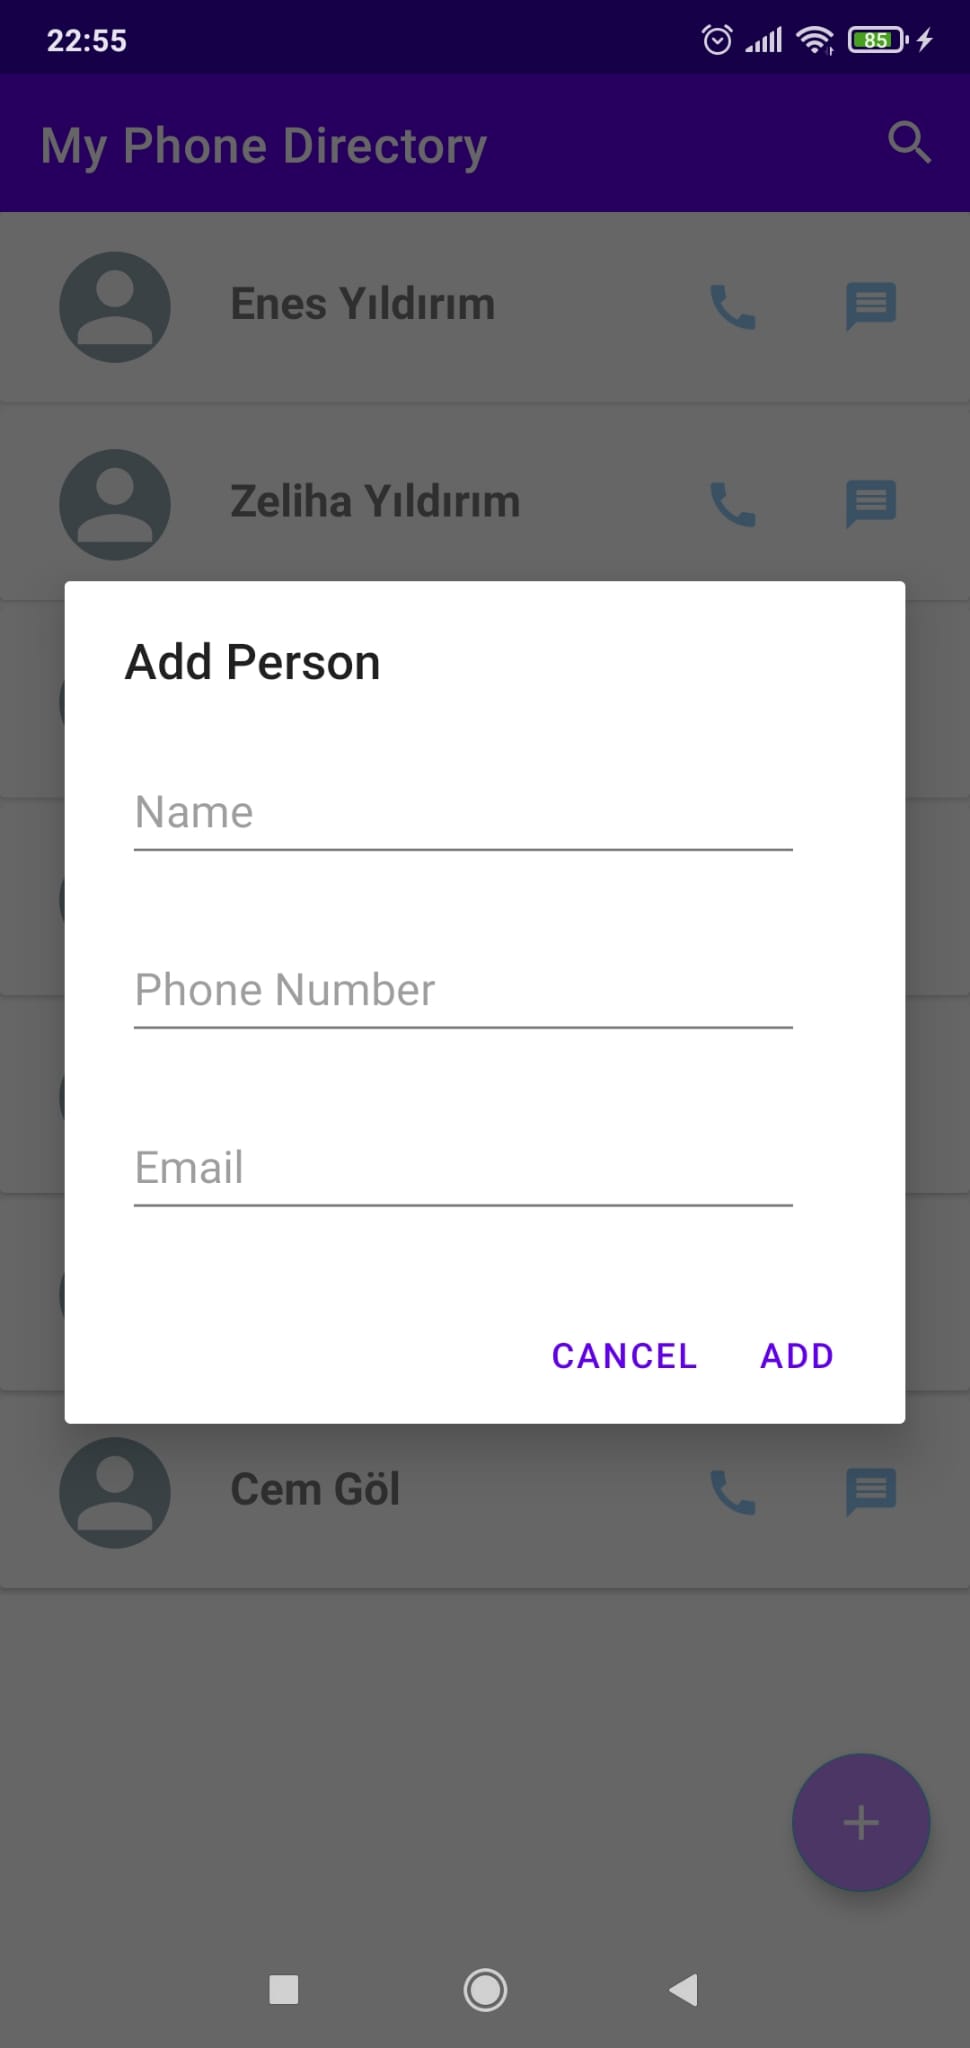 22:55
85
My Phone Directory
Enes Yıldırım
Zeliha Yıldırım
Add Person
Name
Phone Number
Email
CANCEL ADD
Cem Göl